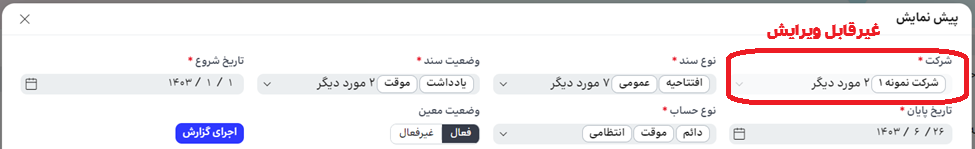 پیش نمایش
غیرقابل ویرایش
شرکت * نوع سند * وضعیت سند * تاریخ شروع *
شرکت نمونه ۱ ۲ مورد دیگر افتتاحیه عمومی ۷ مورد دیگر یادداشت موقت ۲ مورد دیگر ۱۴۰۳ / ۱ / ۱
تاریخ پایان * نوع حساب * وضعیت معین
۱۴۰۳ / ۶ / ۲۶ دائم موقت انتظامی فعال غیرفعال اجرای گزارش